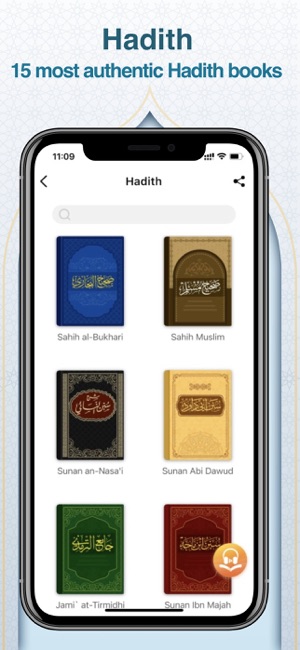 Hadith
15 most authentic Hadith books
11:09
Hadith
صحيح البخاري
صحيح مسلم
Sahih al-Bukhari
Sahih Muslim
سنن أبي داود
Sunan an-Nasa'i
Sunan Abi Dawud
جامع الترمذي
سنن ابن ماجه
Jami` at-Tirmidhi
Sunan Ibn Majah